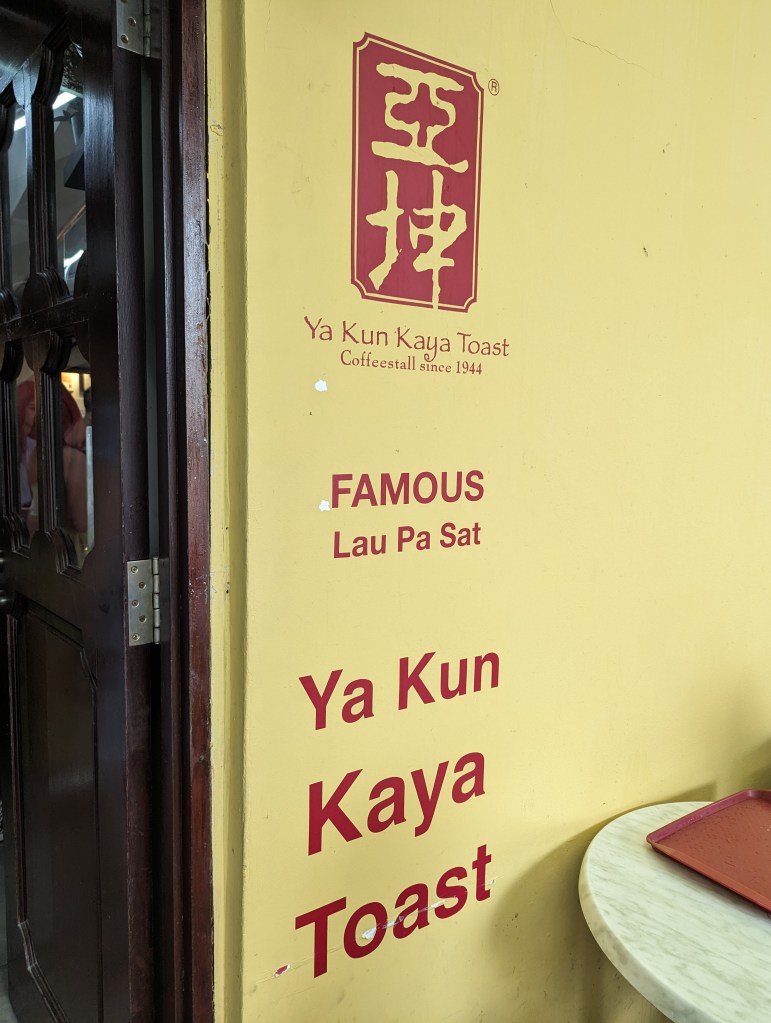 亞坤
®
Ya Kun Kaya Toast
Coffeestall since 1944
FAMOUS
Lau Pa Sat
Ya Kun
Kaya
Toast